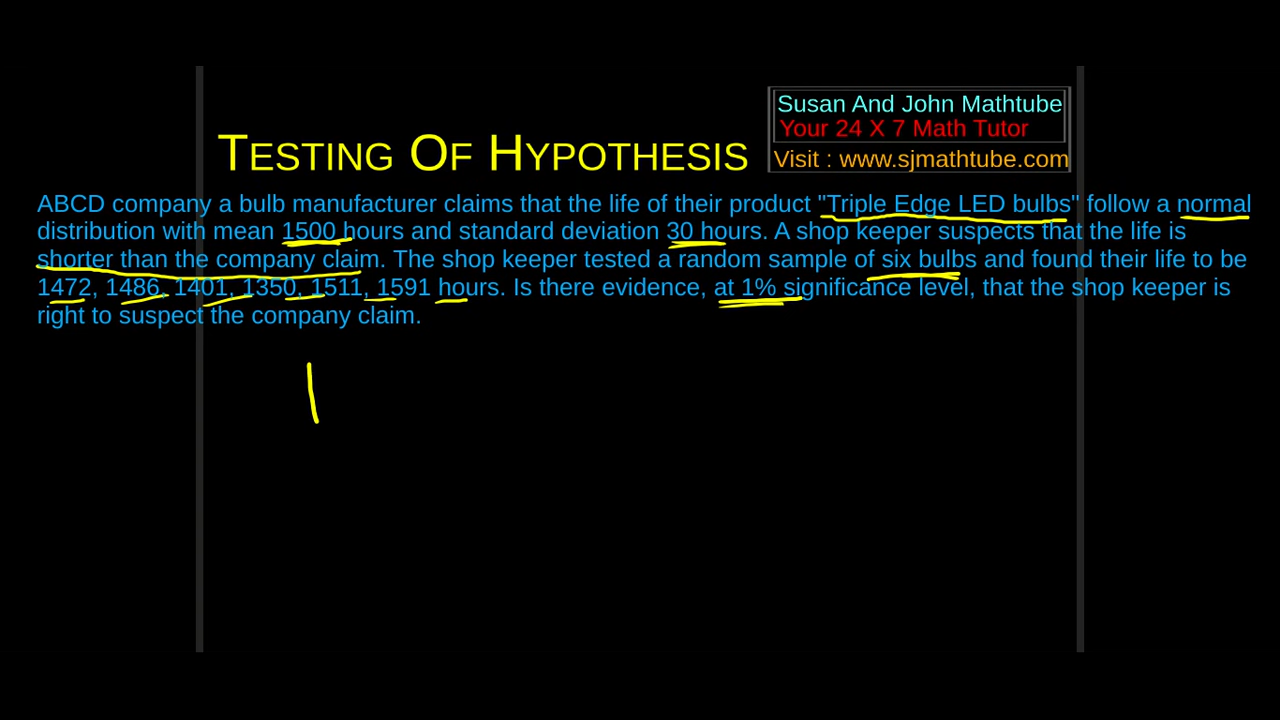 Susan And John Mathtube
Your 24 X 7 Math Tutor
Visit : www.sjmathtube.com
TESTING OF HYPOTHESIS
ABCD company a bulb manufacturer claims that the life of their product "Triple Edge LED bulbs" follow a normal
distribution with mean 1500 hours and standard deviation 30 hours. A shop keeper suspects that the life is
shorter than the company claim. The shop keeper tested a random sample of six bulbs and found their life to be
1472, 1486, 1401, 1350, 1511, 1591 hours. Is there evidence, at 1% significance level, that the shop keeper is
right to suspect the company claim.